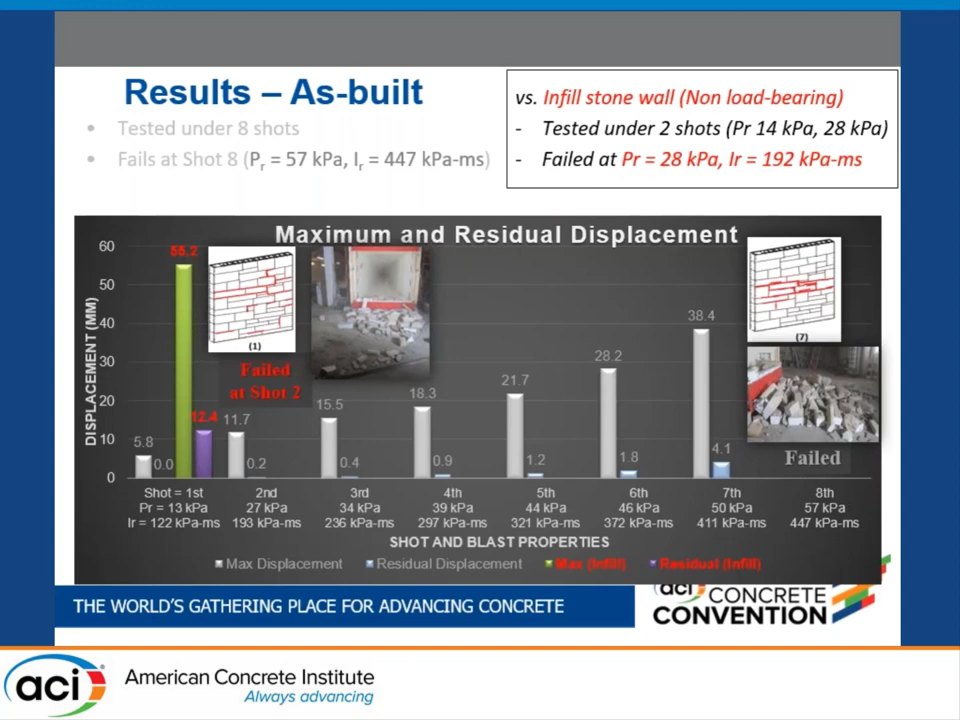 Results – As-built
• Tested under 8 shots
• Fails at Shot 8 (Pr = 57 kPa, Ir = 447 kPa-ms)
vs. Infill stone wall (Non load-bearing)
- Tested under 2 shots (Pr 14 kPa, 28 kPa)
- Failed at Pr = 28 kPa, Ir = 192 kPa-ms
Maximum and Residual Displacement
DISPLACEMENT (MM)
60
50
40
30
20
10
0
55.2
12.4
5.8
0.0
11.7
0.2
15.5
0.4
18.3
0.9
21.7
1.2
28.2
1.8
38.4
4.1
(1)
Failed
at Shot 2
(7)
Failed
Shot = 1st 2nd 3rd 4th 5th 6th 7th 8th
Pr = 13 kPa 27 kPa 34 kPa 39 kPa 44 kPa 46 kPa 50 kPa 57 kPa
Ir = 122 kPa-ms 193 kPa-ms 236 kPa-ms 297 kPa-ms 321 kPa-ms 372 kPa-ms 411 kPa-ms 447 kPa-ms
SHOT AND BLAST PROPERTIES
Max Displacement Residual Displacement Max (Infill) Residual (Infill)
THE WORLD'S GATHERING PLACE FOR ADVANCING CONCRETE
aci CONCRETE
CONVENTION
aci
American Concrete Institute
Always advancing